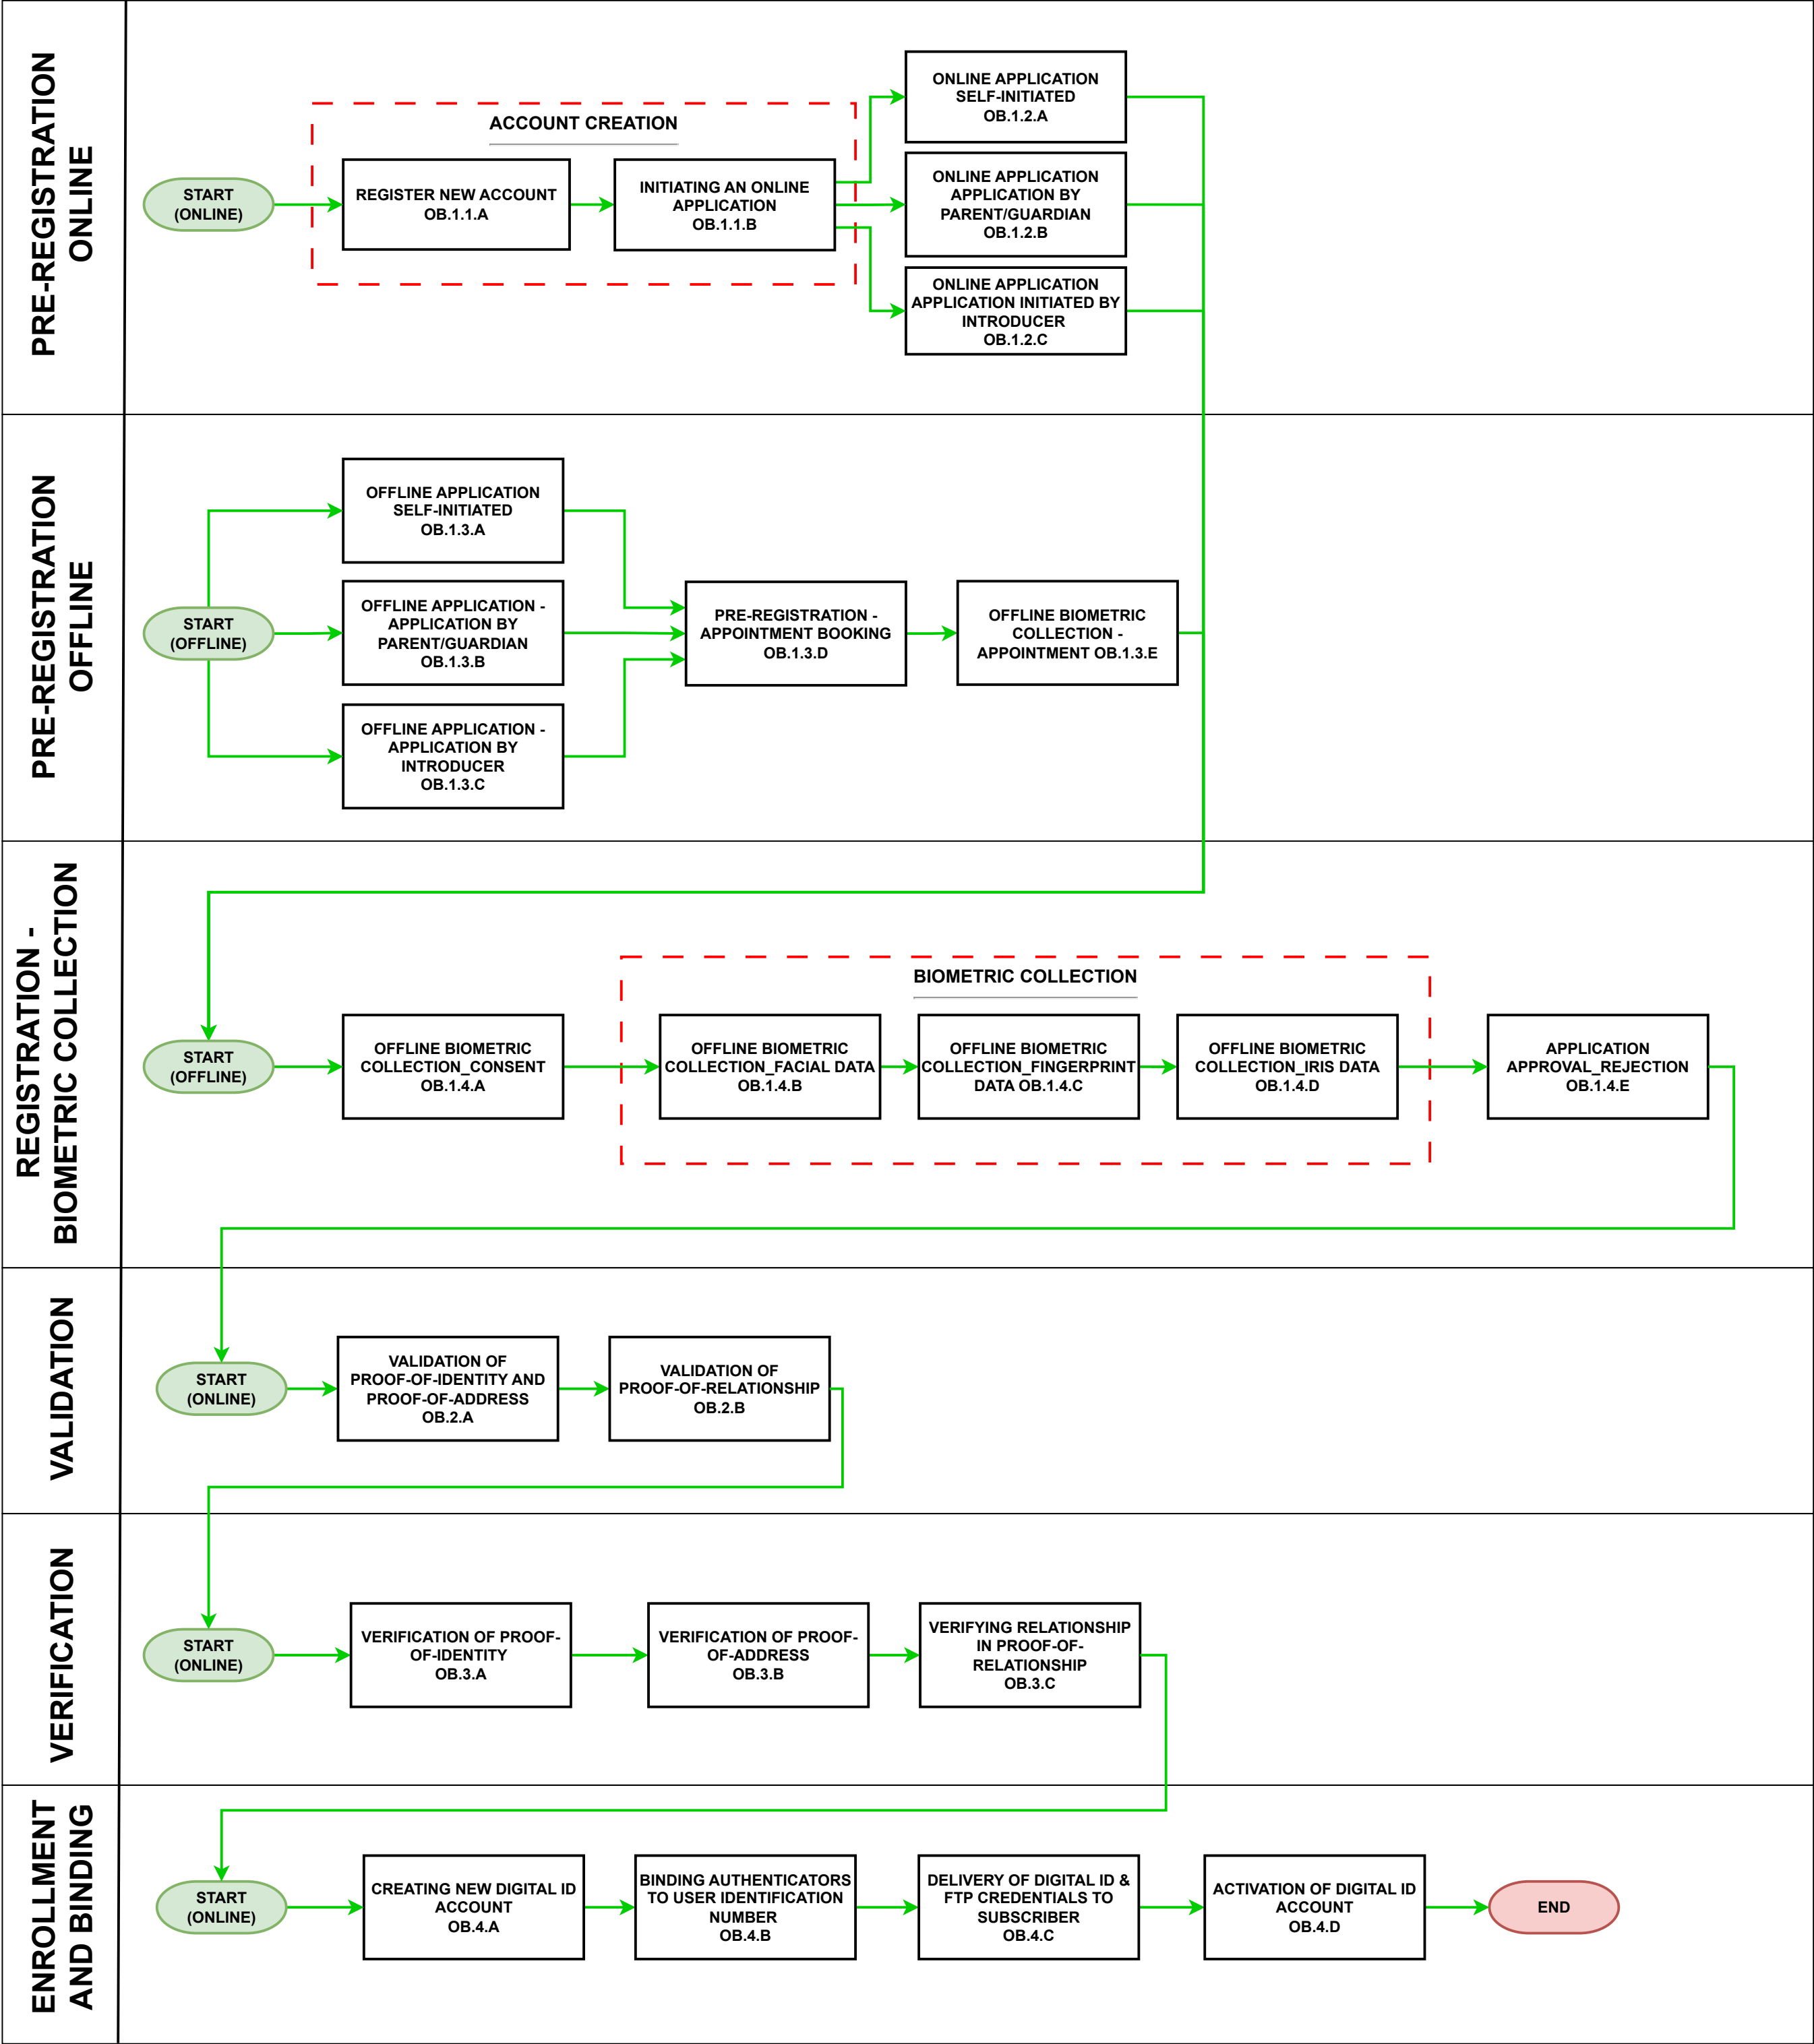 PRE-REGISTRATION
ONLINE
START
(ONLINE)
ACCOUNT CREATION
REGISTER NEW ACCOUNT
OB.1.1.A
INITIATING AN ONLINE
APPLICATION
OB.1.1.B
ONLINE APPLICATION
SELF-INITIATED
OB.1.2.A
ONLINE APPLICATION
APPLICATION BY
PARENT/GUARDIAN
OB.1.2.B
ONLINE APPLICATION
APPLICATION INITIATED BY
INTRODUCER
OB.1.2.C
PRE-REGISTRATION
OFFLINE
START
(OFFLINE)
OFFLINE APPLICATION
SELF-INITIATED
OB.1.3.A
OFFLINE APPLICATION -
APPLICATION BY
PARENT/GUARDIAN
OB.1.3.B
OFFLINE APPLICATION -
APPLICATION BY
INTRODUCER
OB.1.3.C
PRE-REGISTRATION -
APPOINTMENT BOOKING
OB.1.3.D
OFFLINE BIOMETRIC
COLLECTION -
APPOINTMENT OB.1.3.E
REGISTRATION -
BIOMETRIC COLLECTION
START
(OFFLINE)
OFFLINE BIOMETRIC
COLLECTION_CONSENT
OB.1.4.A
BIOMETRIC COLLECTION
OFFLINE BIOMETRIC
COLLECTION_FACIAL DATA
OB.1.4.B
OFFLINE BIOMETRIC
COLLECTION_FINGERPRINT
DATA OB.1.4.C
OFFLINE BIOMETRIC
COLLECTION_IRIS DATA
OB.1.4.D
APPLICATION
APPROVAL_REJECTION
OB.1.4.E
VALIDATION
START
(ONLINE)
VALIDATION OF
PROOF-OF-IDENTITY AND
PROOF-OF-ADDRESS
OB.2.A
VALIDATION OF
PROOF-OF-RELATIONSHIP
OB.2.B
VERIFICATION
START
(ONLINE)
VERIFICATION OF PROOF-
OF-IDENTITY
OB.3.A
VERIFICATION OF PROOF-
OF-ADDRESS
OB.3.B
VERIFYING RELATIONSHIP
IN PROOF-OF-
RELATIONSHIP
OB.3.C
ENROLLMENT
AND BINDING
START
(ONLINE)
CREATING NEW DIGITAL ID
ACCOUNT
OB.4.A
BINDING AUTHENTICATORS
TO USER IDENTIFICATION
NUMBER
OB.4.B
DELIVERY OF DIGITAL ID &
FTP CREDENTIALS TO
SUBSCRIBER
OB.4.C
ACTIVATION OF DIGITAL ID
ACCOUNT
OB.4.D
END